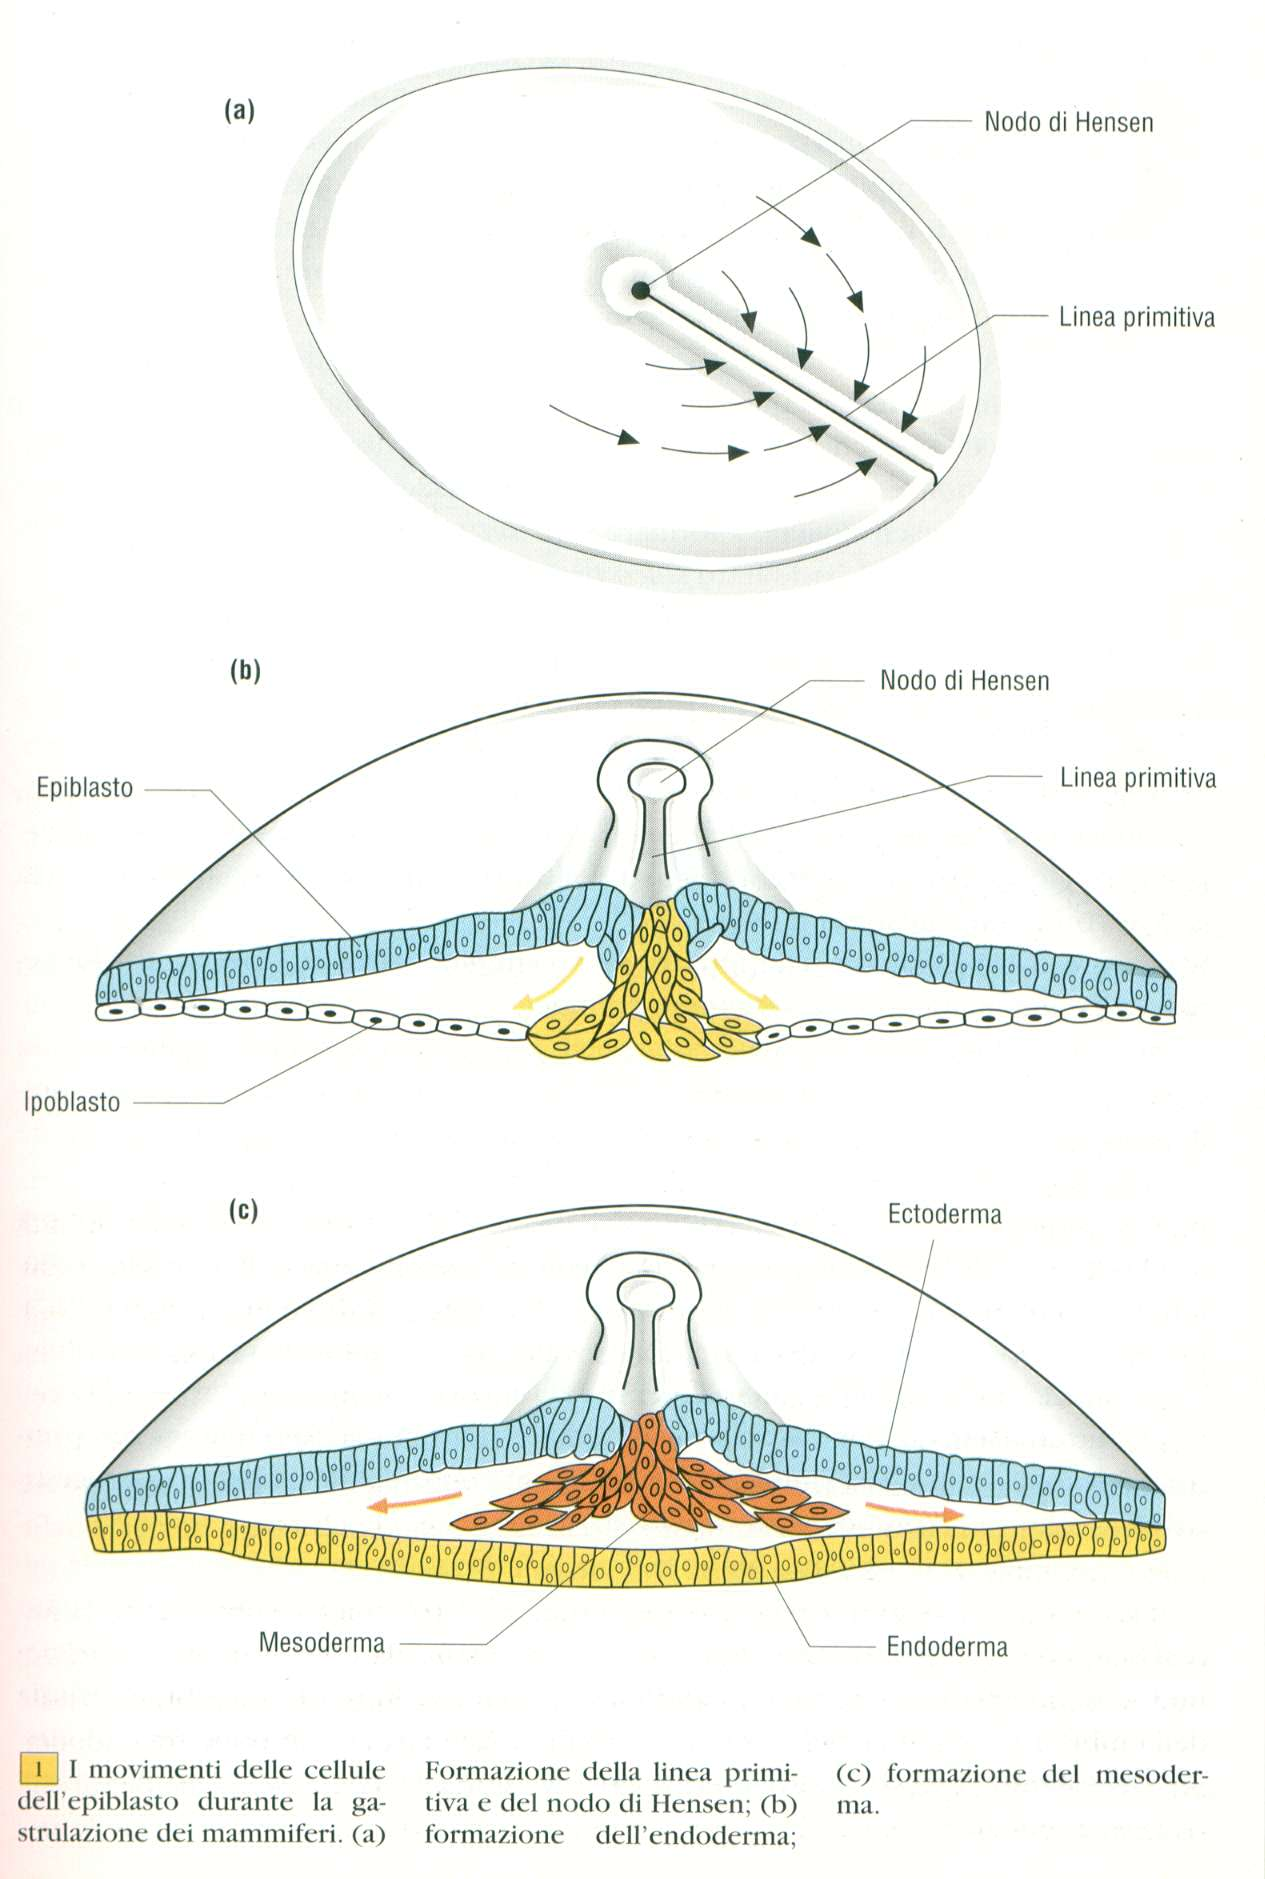 (a)
Nodo di Hensen
Linea primitiva
(b)
Nodo di Hensen
Epiblasto
Linea primitiva
Ipoblasto
(c)
Ectoderma
Mesoderma
Endoderma
1 I movimenti delle cellule
dell'epiblasto durante la ga-
strulazione dei mammiferi. (a)
Formazione della linea primi-
tiva e del nodo di Hensen; (b)
formazione dell'endoderma;
(c) formazione del mesoder-
ma.